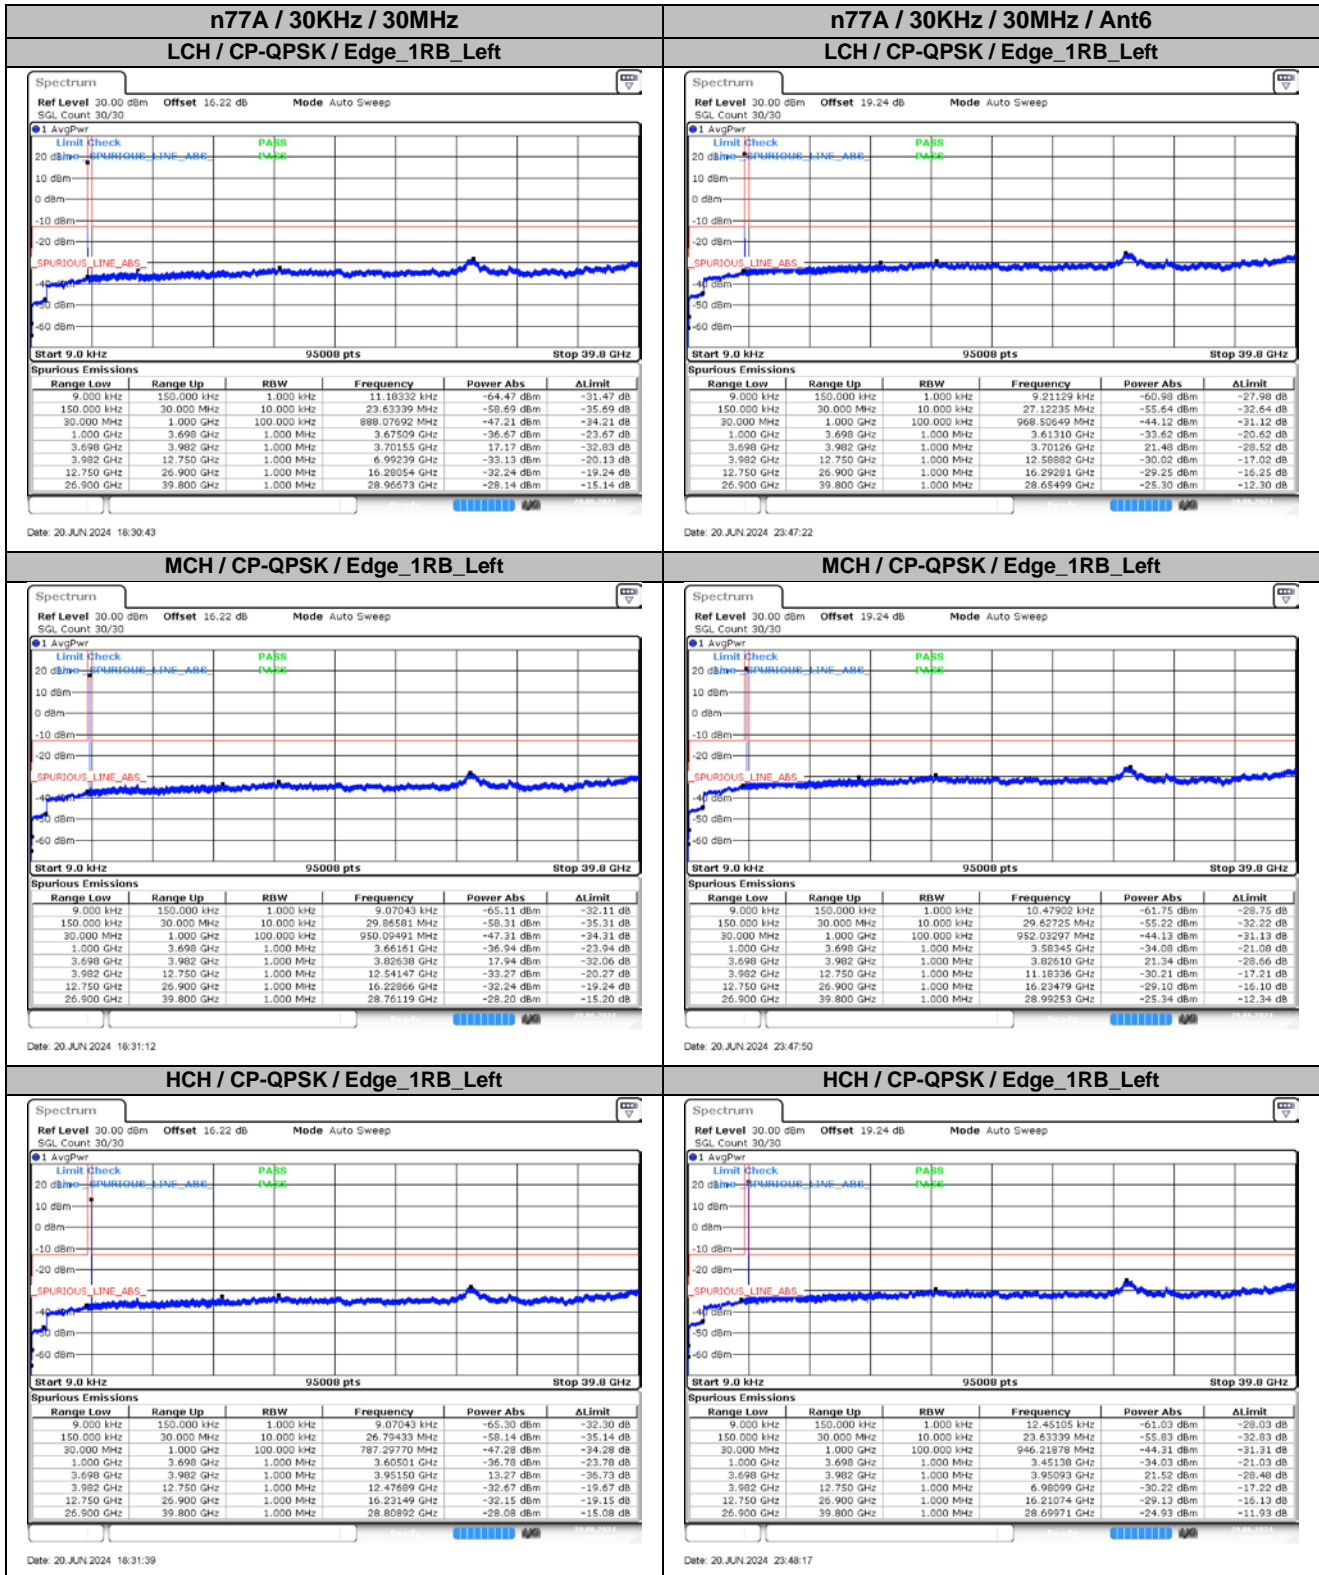 n77A / 30KHz / 30MHz
n77A / 30KHz / 30MHz / Ant6
LCH / CP-QPSK / Edge_1RB_Left
LCH / CP-QPSK / Edge_1RB_Left
Spectrum
Ref Level 30.00 dBm Offset 16.22 dB Mode Auto Sweep
SGL Count 30/30
1 AvgPwr
Limit Check PASS
Line _SPURIOUS_LINE_ABS_ PASS
20 dBm
10 dBm
0 dBm
-10 dBm
-20 dBm
_SPURIOUS_LINE_ABS_
-40 dBm
-50 dBm
-60 dBm
Start 9.0 kHz 95008 pts Stop 39.8 GHz
Spurious Emissions
Range Low Range Up RBW Frequency Power Abs ΔLimit
9.000 kHz 150.000 kHz 1.000 kHz 11.18332 kHz -64.47 dBm -31.47 dB
150.000 kHz 30.000 MHz 10.000 kHz 23.63339 MHz -58.69 dBm -35.69 dB
30.000 MHz 1.000 GHz 100.000 kHz 888.07692 MHz -47.21 dBm -34.21 dB
1.000 GHz 3.698 GHz 1.000 MHz 3.67509 GHz -36.67 dBm -23.67 dB
3.698 GHz 3.982 GHz 1.000 MHz 3.70155 GHz 17.17 dBm -32.83 dB
3.982 GHz 12.750 GHz 1.000 MHz 6.99239 GHz -33.13 dBm -20.13 dB
12.750 GHz 26.900 GHz 1.000 MHz 16.28054 GHz -32.24 dBm -19.24 dB
26.900 GHz 39.800 GHz 1.000 MHz 28.96673 GHz -28.14 dBm -15.14 dB
Date: 20.JUN.2024 18:30:43
Spectrum
Ref Level 30.00 dBm Offset 19.24 dB Mode Auto Sweep
SGL Count 30/30
1 AvgPwr
Limit Check PASS
Line _SPURIOUS_LINE_ABS_ PASS
20 dBm
10 dBm
0 dBm
-10 dBm
-20 dBm
_SPURIOUS_LINE_ABS_
-40 dBm
-50 dBm
-60 dBm
Start 9.0 kHz 95008 pts Stop 39.8 GHz
Spurious Emissions
Range Low Range Up RBW Frequency Power Abs ΔLimit
9.000 kHz 150.000 kHz 1.000 kHz 9.21129 kHz -60.98 dBm -27.98 dB
150.000 kHz 30.000 MHz 10.000 kHz 27.12235 MHz -55.64 dBm -32.64 dB
30.000 MHz 1.000 GHz 100.000 kHz 968.50649 MHz -44.12 dBm -31.12 dB
1.000 GHz 3.698 GHz 1.000 MHz 3.61310 GHz -33.62 dBm -20.62 dB
3.698 GHz 3.982 GHz 1.000 MHz 3.70126 GHz 21.48 dBm -28.52 dB
3.982 GHz 12.750 GHz 1.000 MHz 12.58882 GHz -30.02 dBm -17.02 dB
12.750 GHz 26.900 GHz 1.000 MHz 16.29281 GHz -29.25 dBm -16.25 dB
26.900 GHz 39.800 GHz 1.000 MHz 28.65499 GHz -25.30 dBm -12.30 dB
Date: 20.JUN.2024 23:47:22
MCH / CP-QPSK / Edge_1RB_Left
MCH / CP-QPSK / Edge_1RB_Left
Spectrum
Ref Level 30.00 dBm Offset 16.22 dB Mode Auto Sweep
SGL Count 30/30
1 AvgPwr
Limit Check PASS
Line _SPURIOUS_LINE_ABS_ PASS
20 dBm
10 dBm
0 dBm
-10 dBm
-20 dBm
_SPURIOUS_LINE_ABS_
-40 dBm
-50 dBm
-60 dBm
Start 9.0 kHz 95008 pts Stop 39.8 GHz
Spurious Emissions
Range Low Range Up RBW Frequency Power Abs ΔLimit
9.000 kHz 150.000 kHz 1.000 kHz 9.07043 kHz -65.11 dBm -32.11 dB
150.000 kHz 30.000 MHz 10.000 kHz 29.86581 MHz -58.31 dBm -35.31 dB
30.000 MHz 1.000 GHz 100.000 kHz 950.09491 MHz -47.31 dBm -34.31 dB
1.000 GHz 3.698 GHz 1.000 MHz 3.66161 GHz -36.94 dBm -23.94 dB
3.698 GHz 3.982 GHz 1.000 MHz 3.82638 GHz 17.94 dBm -32.06 dB
3.982 GHz 12.750 GHz 1.000 MHz 12.54147 GHz -33.27 dBm -20.27 dB
12.750 GHz 26.900 GHz 1.000 MHz 16.22866 GHz -32.24 dBm -19.24 dB
26.900 GHz 39.800 GHz 1.000 MHz 28.76119 GHz -28.20 dBm -15.20 dB
Date: 20.JUN.2024 18:31:12
Spectrum
Ref Level 30.00 dBm Offset 19.24 dB Mode Auto Sweep
SGL Count 30/30
1 AvgPwr
Limit Check PASS
Line _SPURIOUS_LINE_ABS_ PASS
20 dBm
10 dBm
0 dBm
-10 dBm
-20 dBm
_SPURIOUS_LINE_ABS_
-40 dBm
-50 dBm
-60 dBm
Start 9.0 kHz 95008 pts Stop 39.8 GHz
Spurious Emissions
Range Low Range Up RBW Frequency Power Abs ΔLimit
9.000 kHz 150.000 kHz 1.000 kHz 10.47902 kHz -61.75 dBm -28.75 dB
150.000 kHz 30.000 MHz 10.000 kHz 29.62725 MHz -55.22 dBm -32.22 dB
30.000 MHz 1.000 GHz 100.000 kHz 952.03297 MHz -44.13 dBm -31.13 dB
1.000 GHz 3.698 GHz 1.000 MHz 3.58345 GHz -34.08 dBm -21.08 dB
3.698 GHz 3.982 GHz 1.000 MHz 3.82610 GHz 21.34 dBm -28.66 dB
3.982 GHz 12.750 GHz 1.000 MHz 11.18336 GHz -30.21 dBm -17.21 dB
12.750 GHz 26.900 GHz 1.000 MHz 16.23479 GHz -29.10 dBm -16.10 dB
26.900 GHz 39.800 GHz 1.000 MHz 28.99253 GHz -25.34 dBm -12.34 dB
Date: 20.JUN.2024 23:47:50
HCH / CP-QPSK / Edge_1RB_Left
HCH / CP-QPSK / Edge_1RB_Left
Spectrum
Ref Level 30.00 dBm Offset 16.22 dB Mode Auto Sweep
SGL Count 30/30
1 AvgPwr
Limit Check PASS
Line _SPURIOUS_LINE_ABS_ PASS
20 dBm
10 dBm
0 dBm
-10 dBm
-20 dBm
_SPURIOUS_LINE_ABS_
-40 dBm
-50 dBm
-60 dBm
Start 9.0 kHz 95008 pts Stop 39.8 GHz
Spurious Emissions
Range Low Range Up RBW Frequency Power Abs ΔLimit
9.000 kHz 150.000 kHz 1.000 kHz 9.07043 kHz -65.30 dBm -32.30 dB
150.000 kHz 30.000 MHz 10.000 kHz 26.79433 MHz -58.14 dBm -35.14 dB
30.000 MHz 1.000 GHz 100.000 kHz 787.29770 MHz -47.28 dBm -34.28 dB
1.000 GHz 3.698 GHz 1.000 MHz 3.60501 GHz -36.78 dBm -23.78 dB
3.698 GHz 3.982 GHz 1.000 MHz 3.95150 GHz 13.27 dBm -36.73 dB
3.982 GHz 12.750 GHz 1.000 MHz 12.47689 GHz -32.67 dBm -19.67 dB
12.750 GHz 26.900 GHz 1.000 MHz 16.23149 GHz -32.15 dBm -19.15 dB
26.900 GHz 39.800 GHz 1.000 MHz 28.80892 GHz -28.08 dBm -15.08 dB
Date: 20.JUN.2024 18:31:39
Spectrum
Ref Level 30.00 dBm Offset 19.24 dB Mode Auto Sweep
SGL Count 30/30
1 AvgPwr
Limit Check PASS
Line _SPURIOUS_LINE_ABS_ PASS
20 dBm
10 dBm
0 dBm
-10 dBm
-20 dBm
_SPURIOUS_LINE_ABS_
-40 dBm
-50 dBm
-60 dBm
Start 9.0 kHz 95008 pts Stop 39.8 GHz
Spurious Emissions
Range Low Range Up RBW Frequency Power Abs ΔLimit
9.000 kHz 150.000 kHz 1.000 kHz 12.45105 kHz -61.03 dBm -28.03 dB
150.000 kHz 30.000 MHz 10.000 kHz 23.63339 MHz -55.83 dBm -32.83 dB
30.000 MHz 1.000 GHz 100.000 kHz 946.21878 MHz -44.31 dBm -31.31 dB
1.000 GHz 3.698 GHz 1.000 MHz 3.45138 GHz -34.03 dBm -21.03 dB
3.698 GHz 3.982 GHz 1.000 MHz 3.95093 GHz 21.52 dBm -28.48 dB
3.982 GHz 12.750 GHz 1.000 MHz 6.98099 GHz -30.22 dBm -17.22 dB
12.750 GHz 26.900 GHz 1.000 MHz 16.21074 GHz -29.13 dBm -16.13 dB
26.900 GHz 39.800 GHz 1.000 MHz 28.69971 GHz -24.93 dBm -11.93 dB
Date: 20.JUN.2024 23:48:17